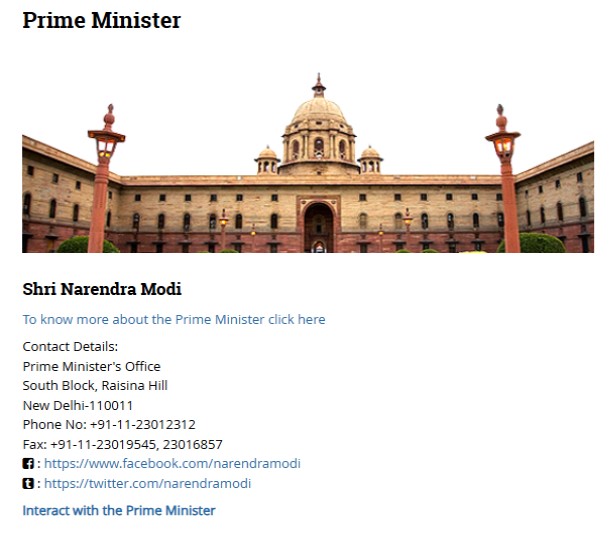 Prime Minister
Shri Narendra Modi
To know more about the Prime Minister click here
Contact Details:
Prime Minister's Office
South Block, Raisina Hill
New Delhi-110011
Phone No: +91-11-23012312
Fax: +91-11-23019545, 23016857
: https://www.facebook.com/narendramodi
: https://twitter.com/narendramodi
Interact with the Prime Minister